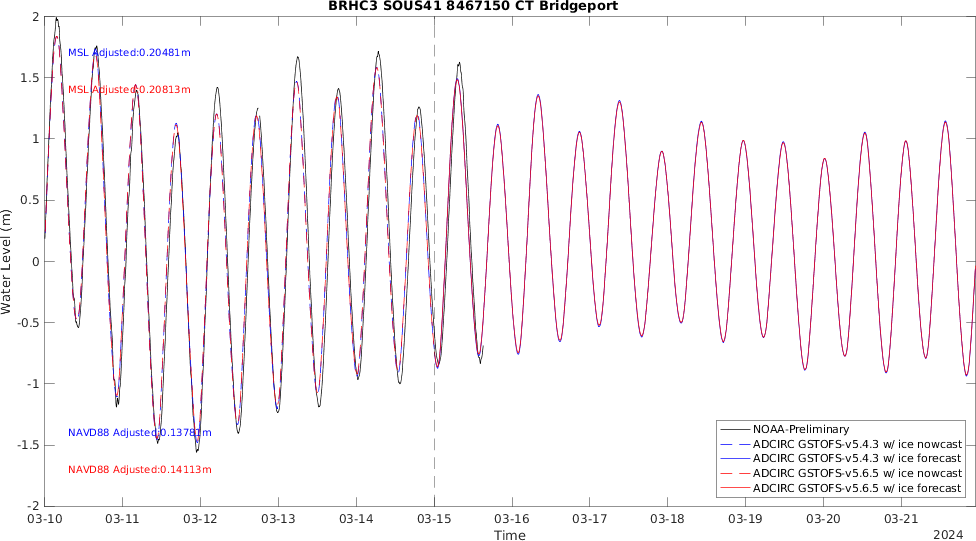 BRHC3 SOUS41 8467150 CT Bridgeport
2
1.5
1
0.5
0
-0.5
-1
-1.5
-2
Water Level (m)
MSL Adjusted:0.20481m
MSL Adjusted:0.20813m
NAVD88 Adjusted:0.13781m
NAVD88 Adjusted:0.14113m
NOAA-Preliminary
ADCIRC GSTOFS-v5.4.3 w/ ice nowcast
ADCIRC GSTOFS-v5.4.3 w/ ice forecast
ADCIRC GSTOFS-v5.6.5 w/ ice nowcast
ADCIRC GSTOFS-v5.6.5 w/ ice forecast
03-10 03-11 03-12 03-13 03-14 03-15 03-16 03-17 03-18 03-19 03-20 03-21
Time
2024